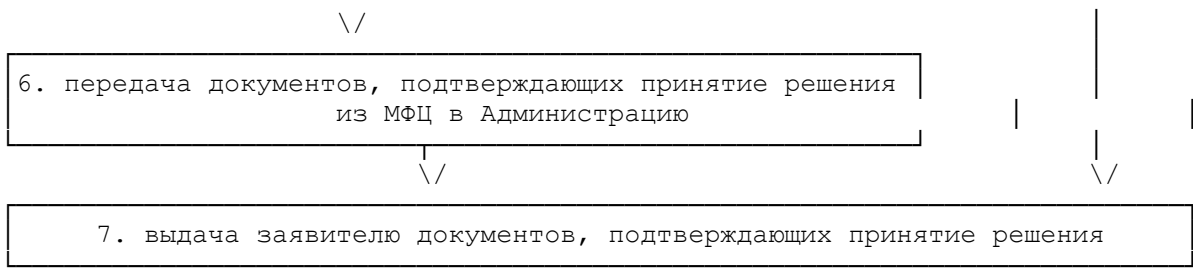 6. передача документов, подтверждающих принятие решения
из МФЦ в Администрацию
7. выдача заявителю документов, подтверждающих принятие решения